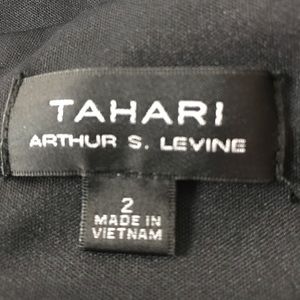 TAHARI
ARTHUR S. LEVINE
2
MADE IN
VIETNAM